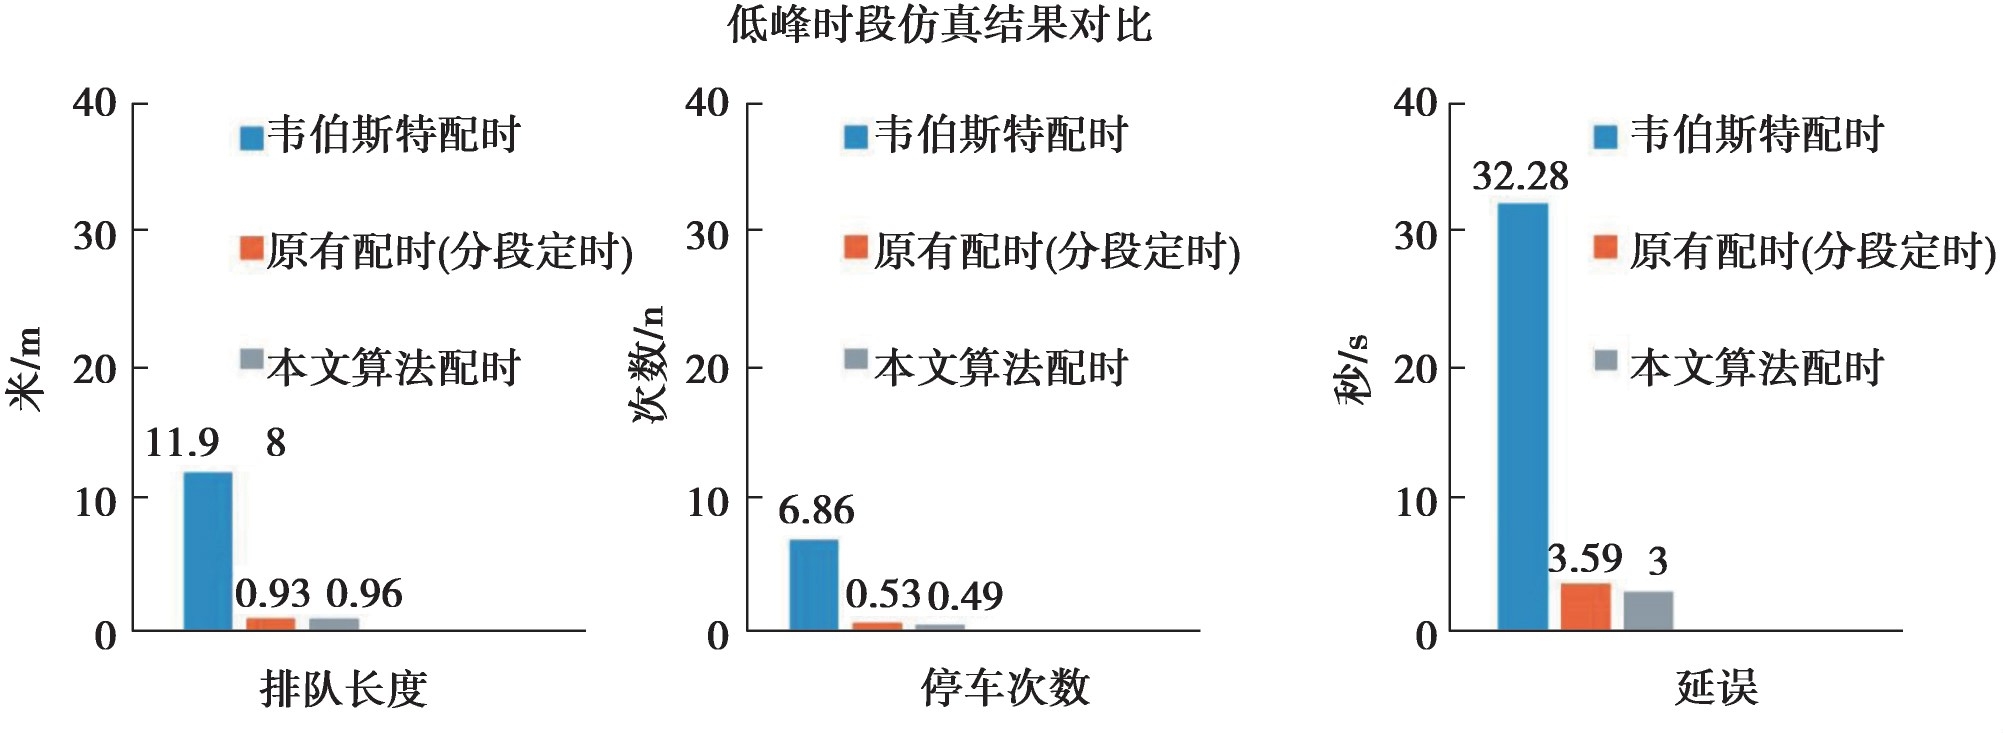 低峰时段仿真结果对比
40
30
20
10
0
米/m
韦伯斯特配时
原有配时(分段定时)
本文算法配时
11.9 8
0.93
0.96
排队长度
40
30
20
10
0
次数/n
韦伯斯特配时
原有配时(分段定时)
本文算法配时
6.86
0.53
0.49
停车次数
40
30
20
10
0
秒/s
韦伯斯特配时
原有配时(分段定时)
本文算法配时
32.28
3.59
3
延误